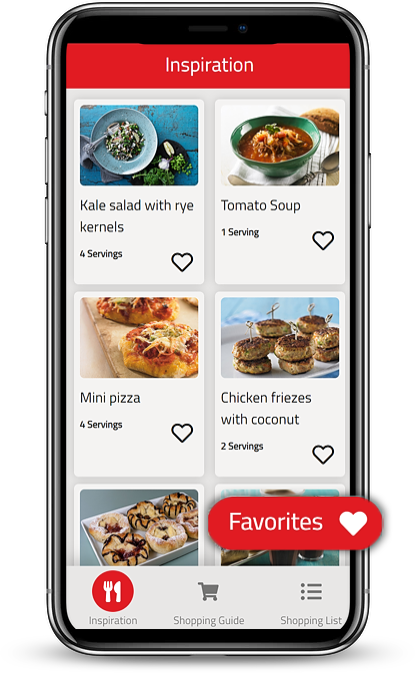 Inspiration
Kale salad with rye
kernels
4 Servings
Tomato Soup
1 Serving
Mini pizza
4 Servings
Chicken friezes
with coconut
2 Servings
Favorites
Inspiration
Shopping Guide
Shopping List